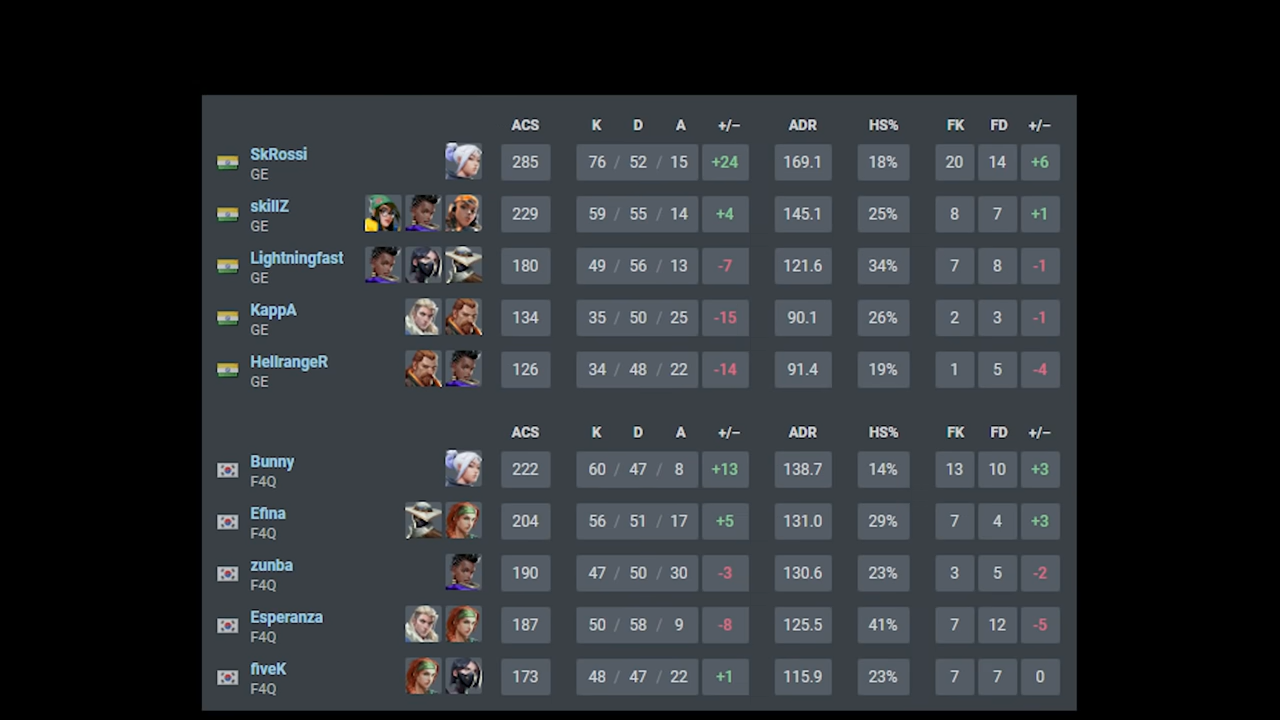 ACS K D A +/– ADR HS% FK FD +/–
SkRossi 285 76 / 52 / 15 +24 169.1 18% 20 14 +6
GE
skillZ 229 59 / 55 / 14 +4 145.1 25% 8 7 +1
GE
Lightningfast 180 49 / 56 / 13 -7 121.6 34% 7 8 -1
GE
KappA 134 35 / 50 / 25 -15 90.1 26% 2 3 -1
GE
HellrangeR 126 34 / 48 / 22 -14 91.4 19% 1 5 -4
GE
ACS K D A +/– ADR HS% FK FD +/–
Bunny 222 60 / 47 / 8 +13 138.7 14% 13 10 +3
F4Q
Efina 204 56 / 51 / 17 +5 131.0 29% 7 4 +3
F4Q
zunba 190 47 / 50 / 30 -3 130.6 23% 3 5 -2
F4Q
Esperanza 187 50 / 58 / 9 -8 125.5 41% 7 12 -5
F4Q
fiveK 173 48 / 47 / 22 +1 115.9 23% 7 7 0
F4Q